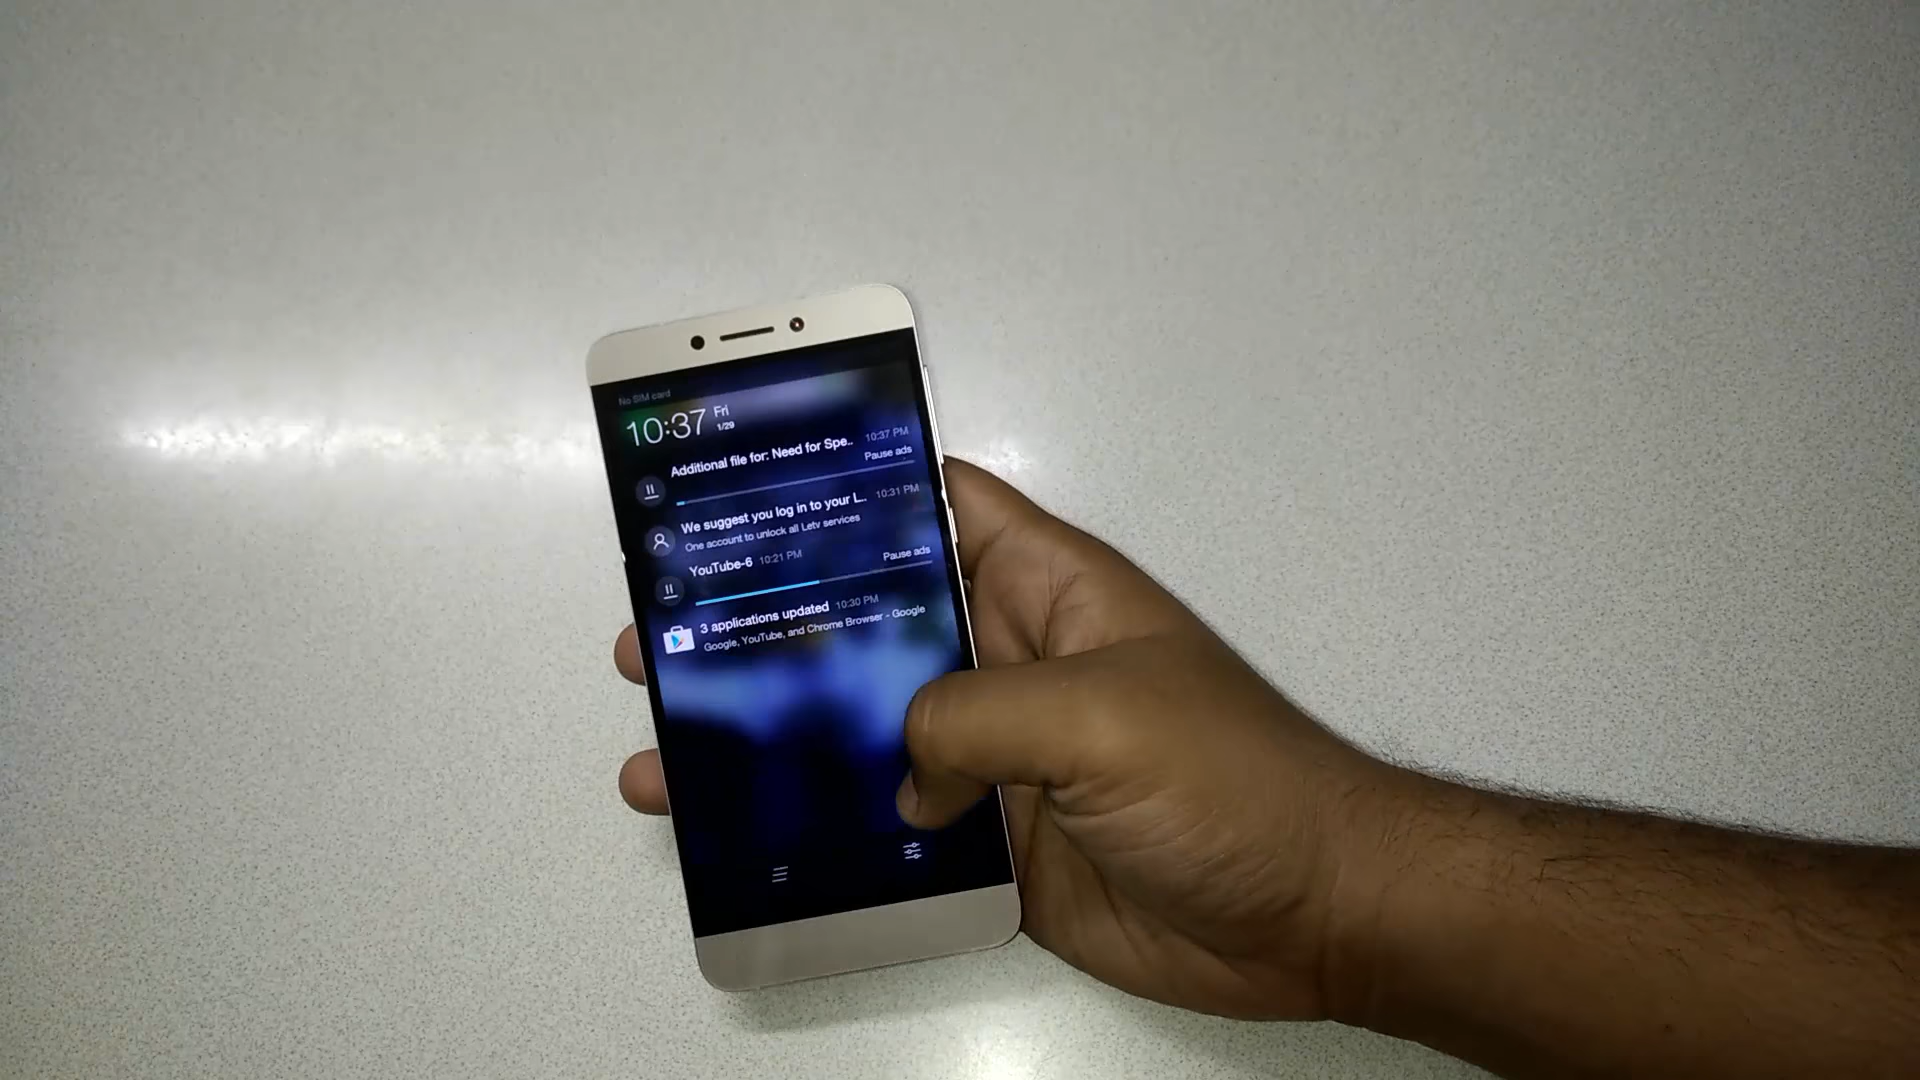 No SIM card
10:37 Fri
1/29
Additional file for: Need for Spe.. 10:37 PM
Pause ads
We suggest you log in to your L.. 10:31 PM
One account to unlock all Letv services
YouTube-6 10:21 PM
Pause ads
3 applications updated 10:30 PM
Google, YouTube, and Chrome Browser - Google